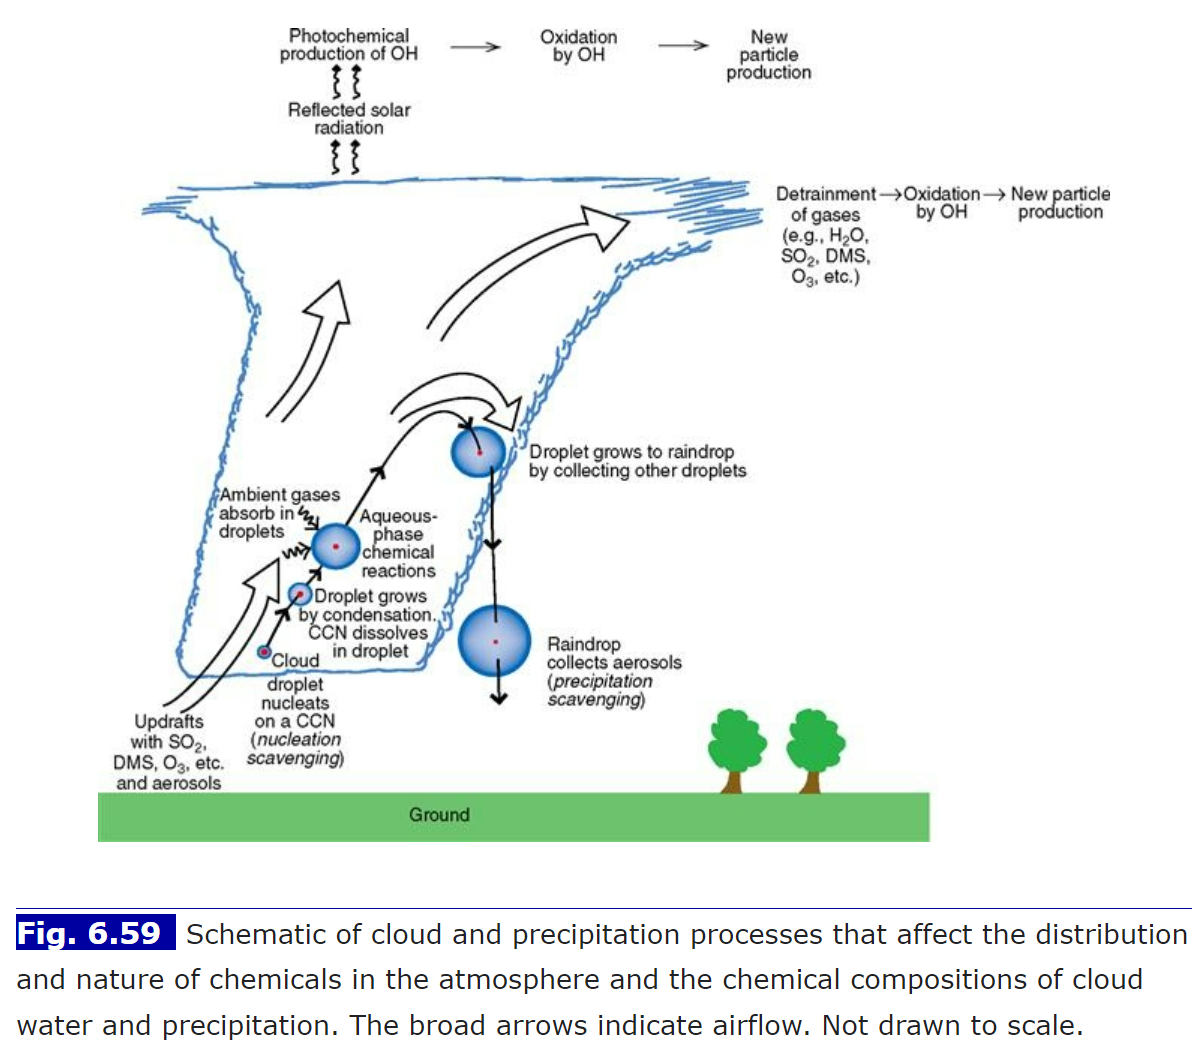 Photochemical
production of OH
Oxidation
by OH
New
particle
production
Reflected solar
radiation
Detrainment
of gases
(e.g., H₂O,
SO₂, DMS,
O₃, etc.)
Oxidation
by OH
New particle
production
Droplet grows to raindrop
by collecting other droplets
Ambient gases
absorb in
droplets
Aqueous-
phase
chemical
reactions
Droplet grows
by condensation.
CCN dissolves
in droplet
Cloud
droplet
nucleats
on a CCN
(nucleation
scavenging)
Raindrop
collects aerosols
(precipitation
scavenging)
Updrafts
with SO₂,
DMS, O₃, etc.
and aerosols
Ground
Fig. 6.59 Schematic of cloud and precipitation processes that affect the distribution
and nature of chemicals in the atmosphere and the chemical compositions of cloud
water and precipitation. The broad arrows indicate airflow. Not drawn to scale.